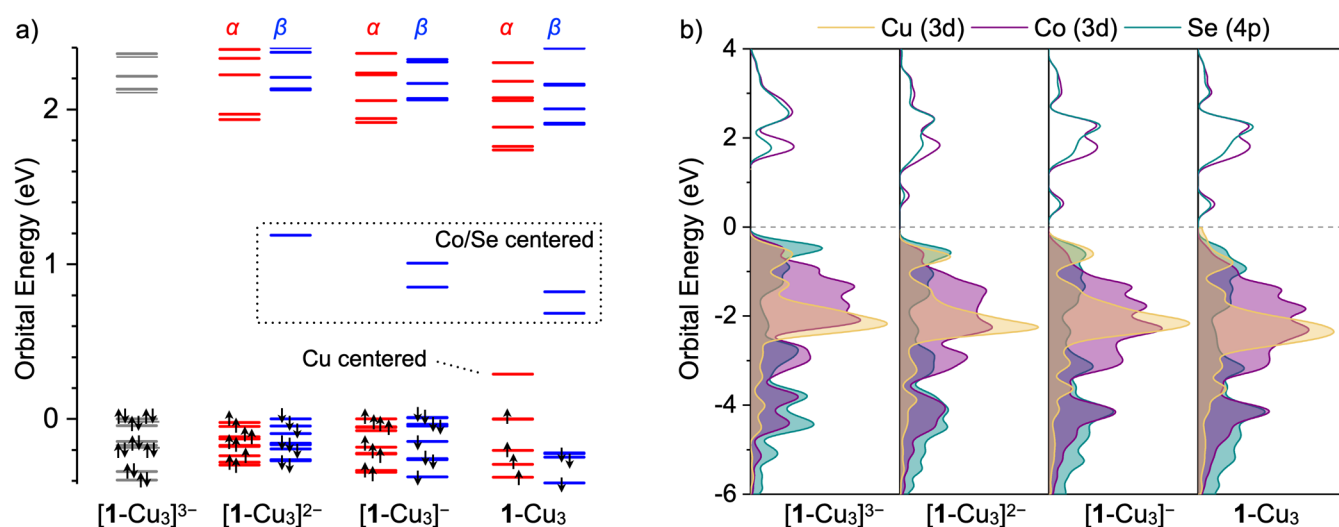 a)
α β α β α β
Orbital Energy (eV)
2
1
0
Co/Se centered
Cu centered
[1-Cu₃]³⁻ [1-Cu₃]²⁻ [1-Cu₃]⁻ 1-Cu₃
b)
Cu (3d) Co (3d) Se (4p)
Orbital Energy (eV)
4
2
0
-2
-4
-6
[1-Cu₃]³⁻ [1-Cu₃]²⁻ [1-Cu₃]⁻ 1-Cu₃